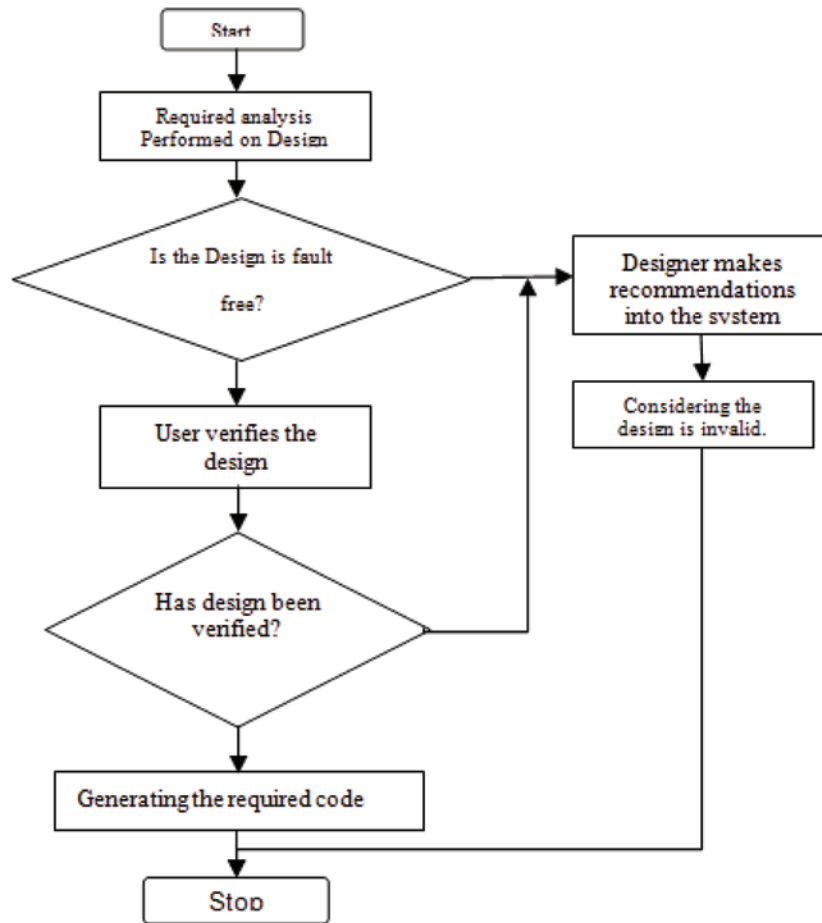 Start
Required analysis
Performed on Design
Is the Design is fault
free?
Designer makes
recommendations
into the system
Considering the
design is invalid.
User verifies the
design
Has design been
verified?
Generating the required code
Stop